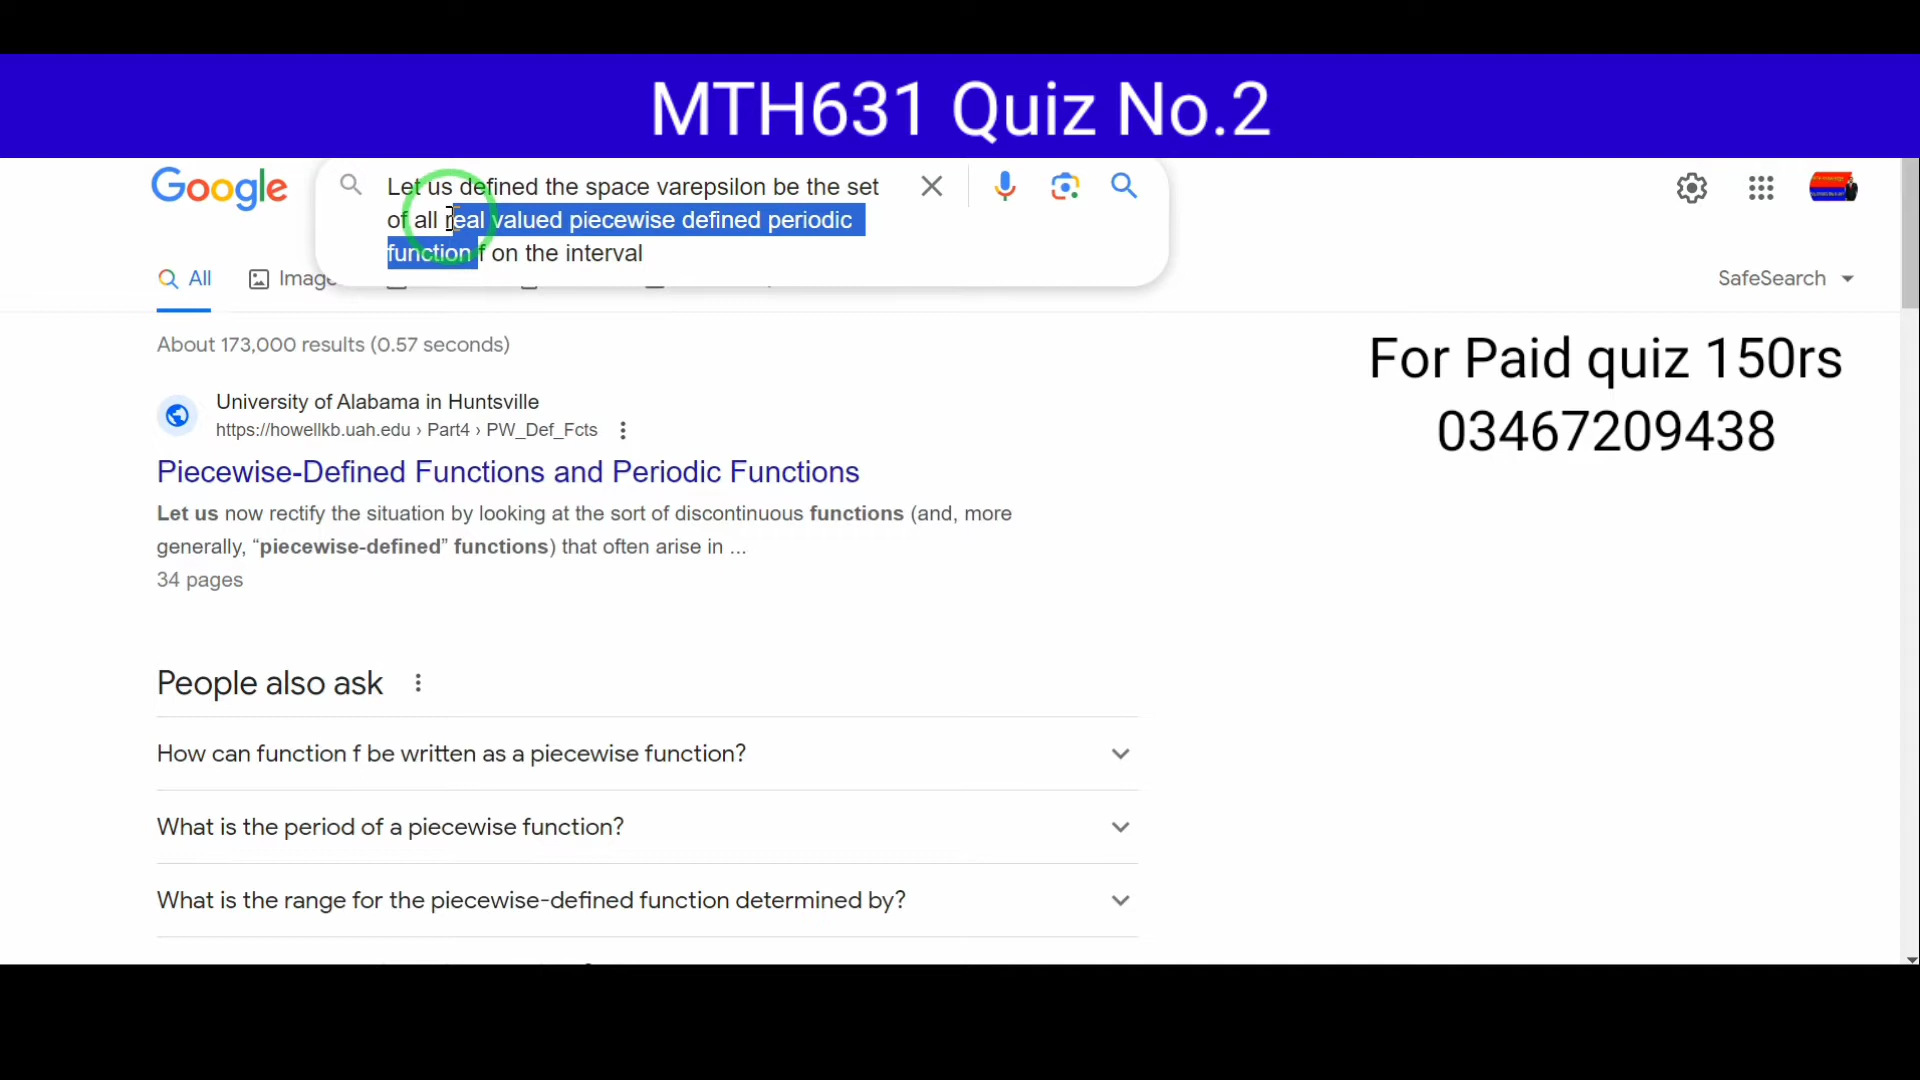 MTH631 Quiz No.2
Google
Let us defined the space varepsilon be the set
of all real valued piecewise defined periodic
function f on the interval
All
SafeSearch
About 173,000 results (0.57 seconds)
For Paid quiz 150rs
03467209438
University of Alabama in Huntsville
https://howellkb.uah.edu › Part4 › PW_Def_Fcts
Piecewise-Defined Functions and Periodic Functions
Let us now rectify the situation by looking at the sort of discontinuous functions (and, more
generally, “piecewise-defined” functions) that often arise in ...
34 pages
People also ask
How can function f be written as a piecewise function?
What is the period of a piecewise function?
What is the range for the piecewise-defined function determined by?